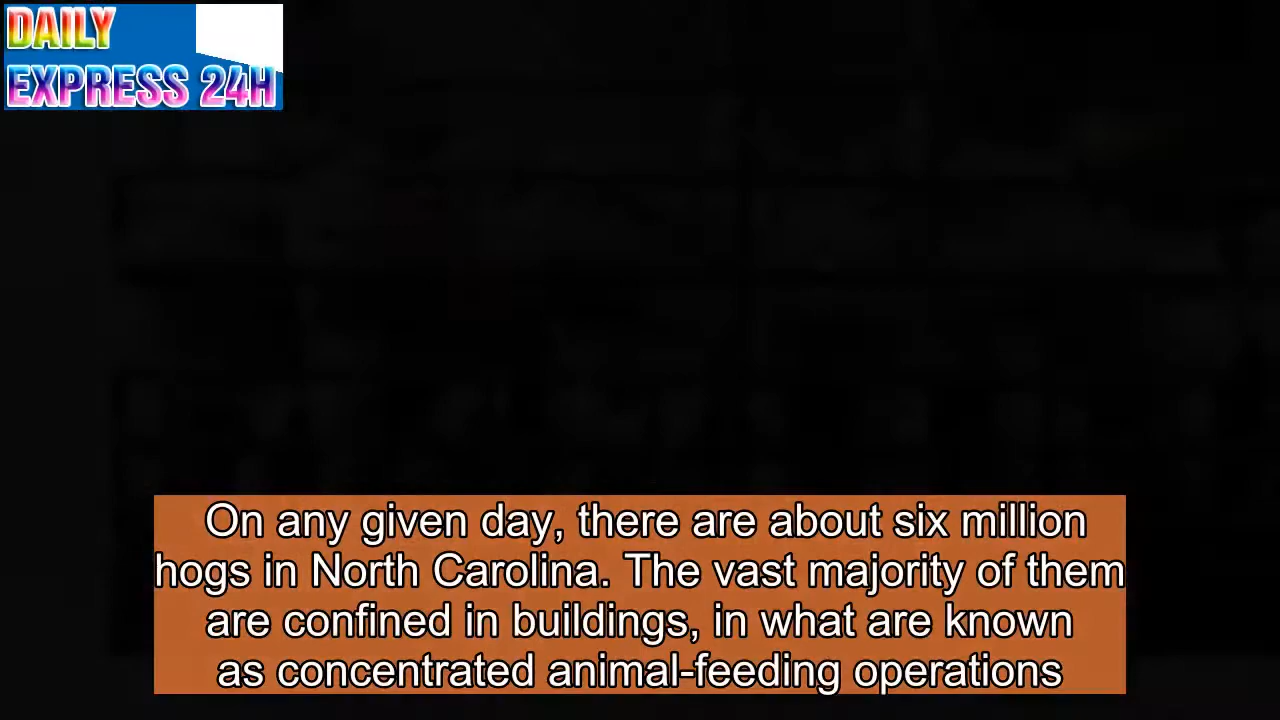 DAILY
EXPRESS 24H
On any given day, there are about six million
hogs in North Carolina. The vast majority of them
are confined in buildings, in what are known
as concentrated animal-feeding operations